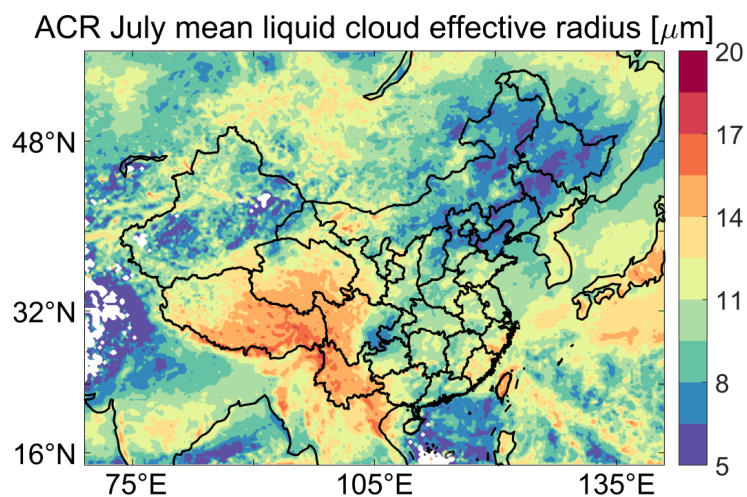 ACR July mean liquid cloud effective radius [μm]
48°N
32°N
16°N
75°E
105°E
135°E
20
17
14
11
8
5